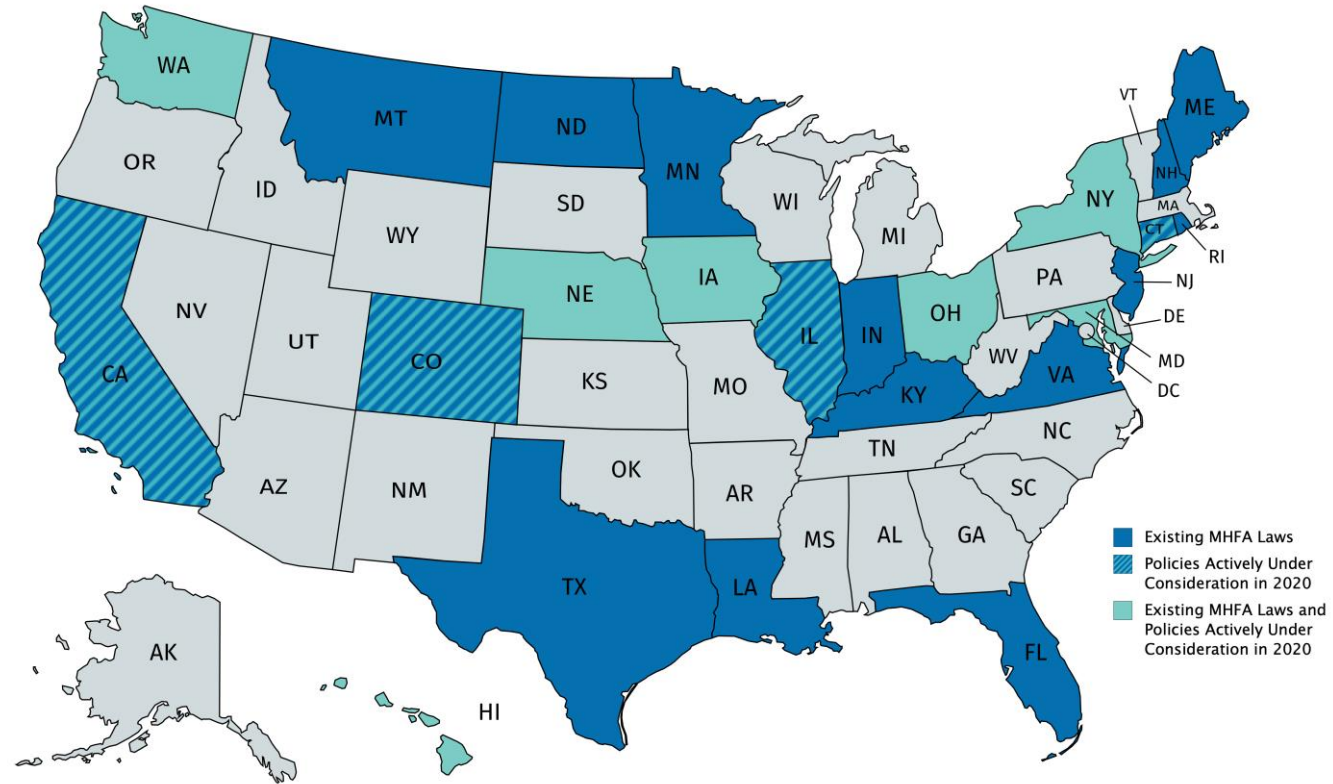 WA
MT
ND
MN
VT
ME
OR
ID
SD
WI
NH
WY
MI
NY
MA
CT
RI
NV
NE
IA
PA
NJ
UT
CO
IL
IN
OH
DE
CA
WV
MD
KS
MO
KY
VA
DC
AZ
NM
OK
TN
NC
AR
SC
MS
AL
GA
TX
LA
FL
AK
HI
Existing MHFA Laws
Policies Actively Under
Consideration in 2020
Existing MHFA Laws and
Policies Actively Under
Consideration in 2020